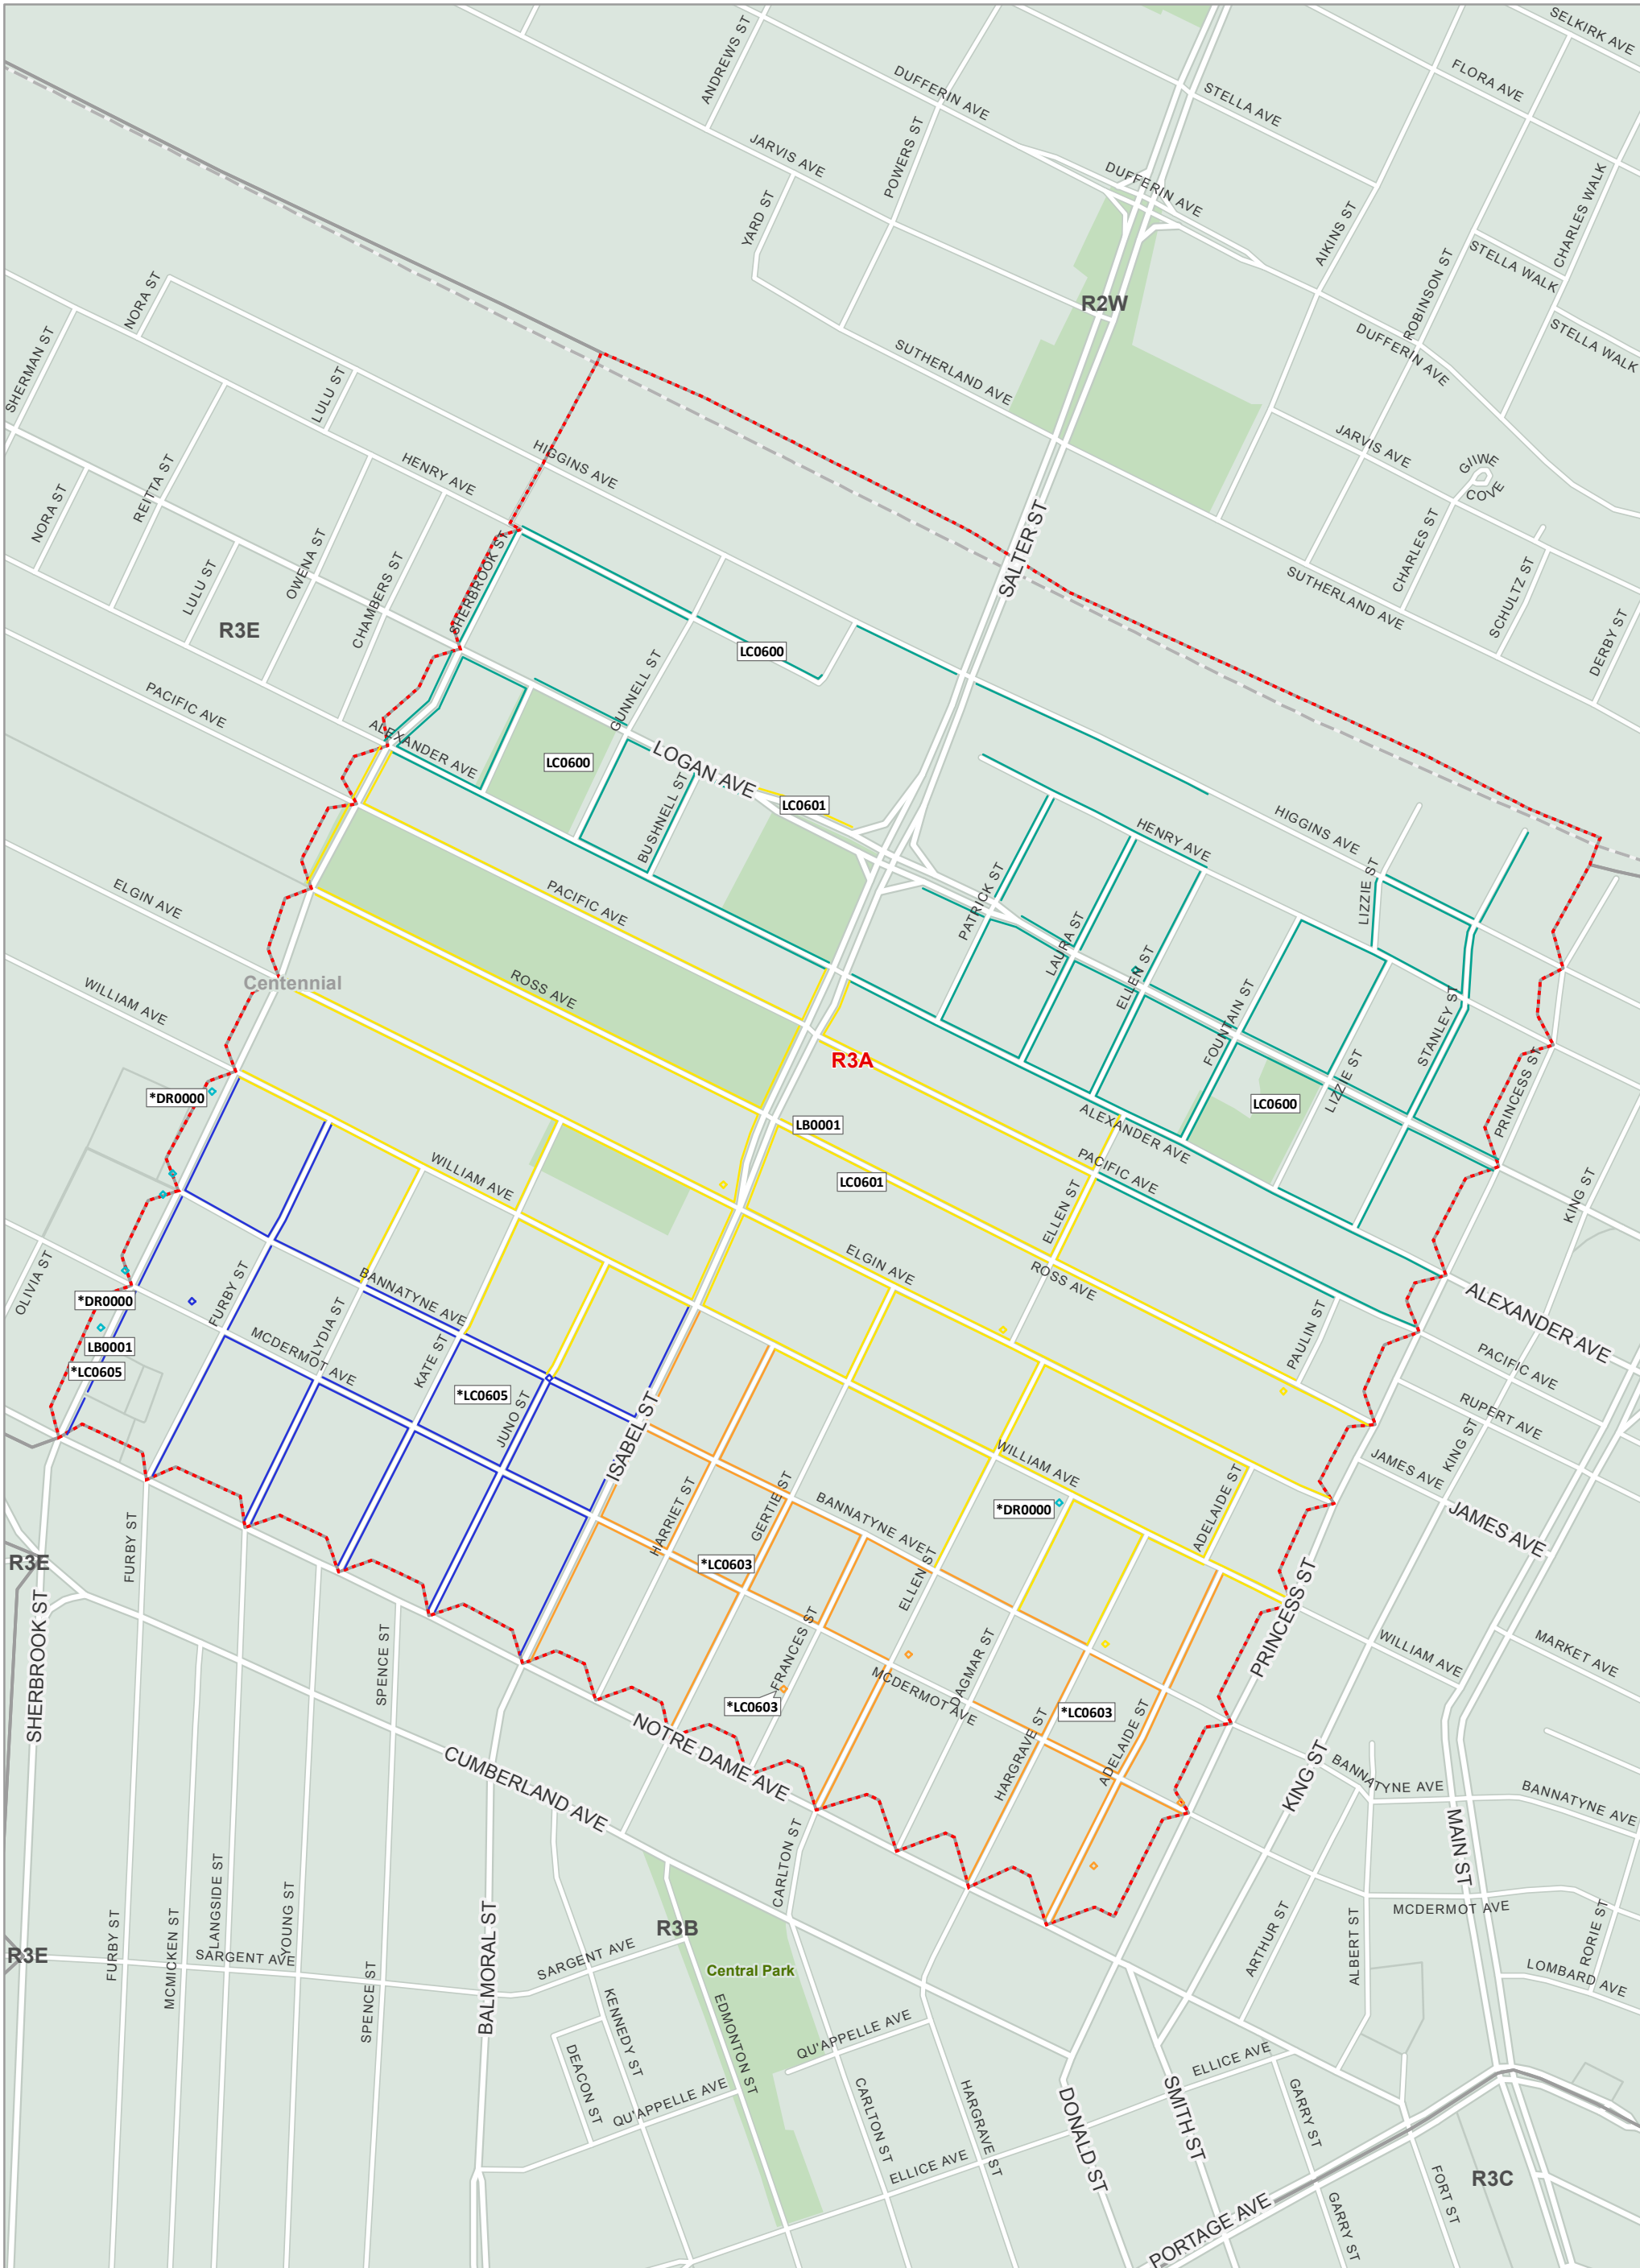 SELKIRK AVE
ANDREWS ST
FLORA AVE
DUFFERIN AVE
STELLA AVE
JARVIS AVE
POWERS ST
DUFFERIN AVE
CHARLES WALK
YARD ST
AIKINS ST
STELLA WALK
NORA ST
R2W
ROBINSON ST
STELLA WALK
SHERMAN ST
SUTHERLAND AVE
DUFFERIN AVE
LULU ST
HENRY AVE
HIGGINS AVE
JARVIS AVE
GIIWE
COVE
REITTA ST
NORA ST
SALTER ST
CHARLES ST
OWENA ST
SHERBROOK ST
LULU ST
CHAMBERS ST
SUTHERLAND AVE
SCHULTZ ST
DERBY ST
R3E
LC0600
GUNNELL ST
PACIFIC AVE
ALEXANDER AVE
LC0600
LOGAN AVE
LC0601
BUSHNELL ST
HIGGINS AVE
HENRY AVE
ELGIN AVE
PACIFIC AVE
PATRICK ST
LIZZIE ST
LAURA ST
ELLEN ST
Centennial
ROSS AVE
WILLIAM AVE
FOUNTAIN ST
STANLEY ST
R3A
LIZZIE ST
PRINCESS ST
*DR0000
LC0600
LB0001
ALEXANDER AVE
WILLIAM AVE
LC0601
PACIFIC AVE
KING ST
ELLEN ST
OLIVIA ST
FURBY ST
BANNATYNE AVE
ELGIN AVE
ROSS AVE
*DR0000
LYDIA ST
KATE ST
PAULIN ST
ALEXANDER AVE
LB0001
MCDERMOT AVE
PACIFIC AVE
*LC0605
*LC0605
JUNO ST
RUPERT AVE
ISABEL ST
KING ST
JAMES AVE
WILLIAM AVE
JAMES AVE
HARRIET ST
GERTIE ST
BANNATYNE AVE
*DR0000
ADELAIDE ST
FURBY ST
R3E
*LC0603
ELLEN ST
SHERBROOK ST
SPENCE ST
FRANCES ST
DAGMAR ST
PRINCESS ST
WILLIAM AVE
MARKET AVE
MCDERMOT AVE
*LC0603
*LC0603
NOTRE DAME AVE
HARGRAVE ST
ADELAIDE ST
CUMBERLAND AVE
KING ST
BANNATYNE AVE
BANNATYNE AVE
MAIN ST
CARLTON ST
FURBY ST
MCMICKEN ST
LANGSIDE ST
YOUNG ST
BALMORAL ST
R3B
MCDERMOT AVE
ARTHUR ST
ALBERT ST
RORIE ST
R3E
SARGENT AVE
SARGENT AVE
Central Park
LOMBARD AVE
SPENCE ST
KENNEDY ST
EDMONTON ST
DEACON ST
QU'APPELLE AVE
QU'APPELLE AVE
CARLTON ST
HARGRAVE ST
ELLICE AVE
ELLICE AVE
DONALD ST
SMITH ST
GARRY ST
FORT ST
R3C
GARRY ST
PORTAGE AVE